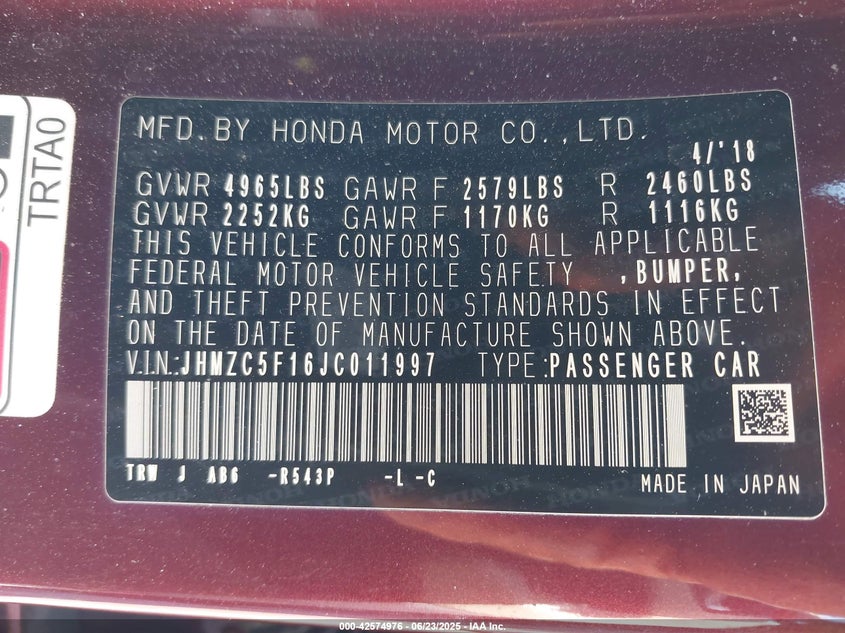 TRTA0
MFD.BY HONDA MOTOR CO.,LTD.
4/'18
GVWR 4965LBS GAWR F 2579LBS R 2460LBS
GVWR 2252KG GAWR F 1170KG R 1116KG
THIS VEHICLE CONFORMS TO ALL APPLICABLE
FEDERAL MOTOR VEHICLE SAFETY ,BUMPER,
AND THEFT PREVENTION STANDARDS IN EFFECT
ON THE DATE OF MANUFACTURE SHOWN ABOVE.
V.I.N.:JHMZC5F16JC011997 TYPE:PASSENGER CAR
TRW J AB6 -R543P -L -C
MADE IN JAPAN
000-42574976 - 06/23/2025 - IAA Inc.